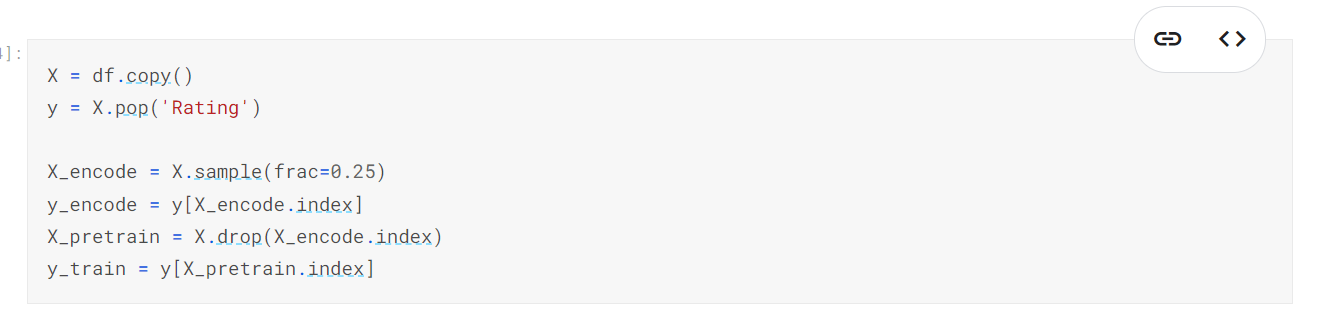 ]:
X = df.copy()
y = X.pop('Rating')
X_encode = X.sample(frac=0.25)
y_encode = y[X_encode.index]
X_pretrain = X.drop(X_encode.index)
y_train = y[X_pretrain.index]